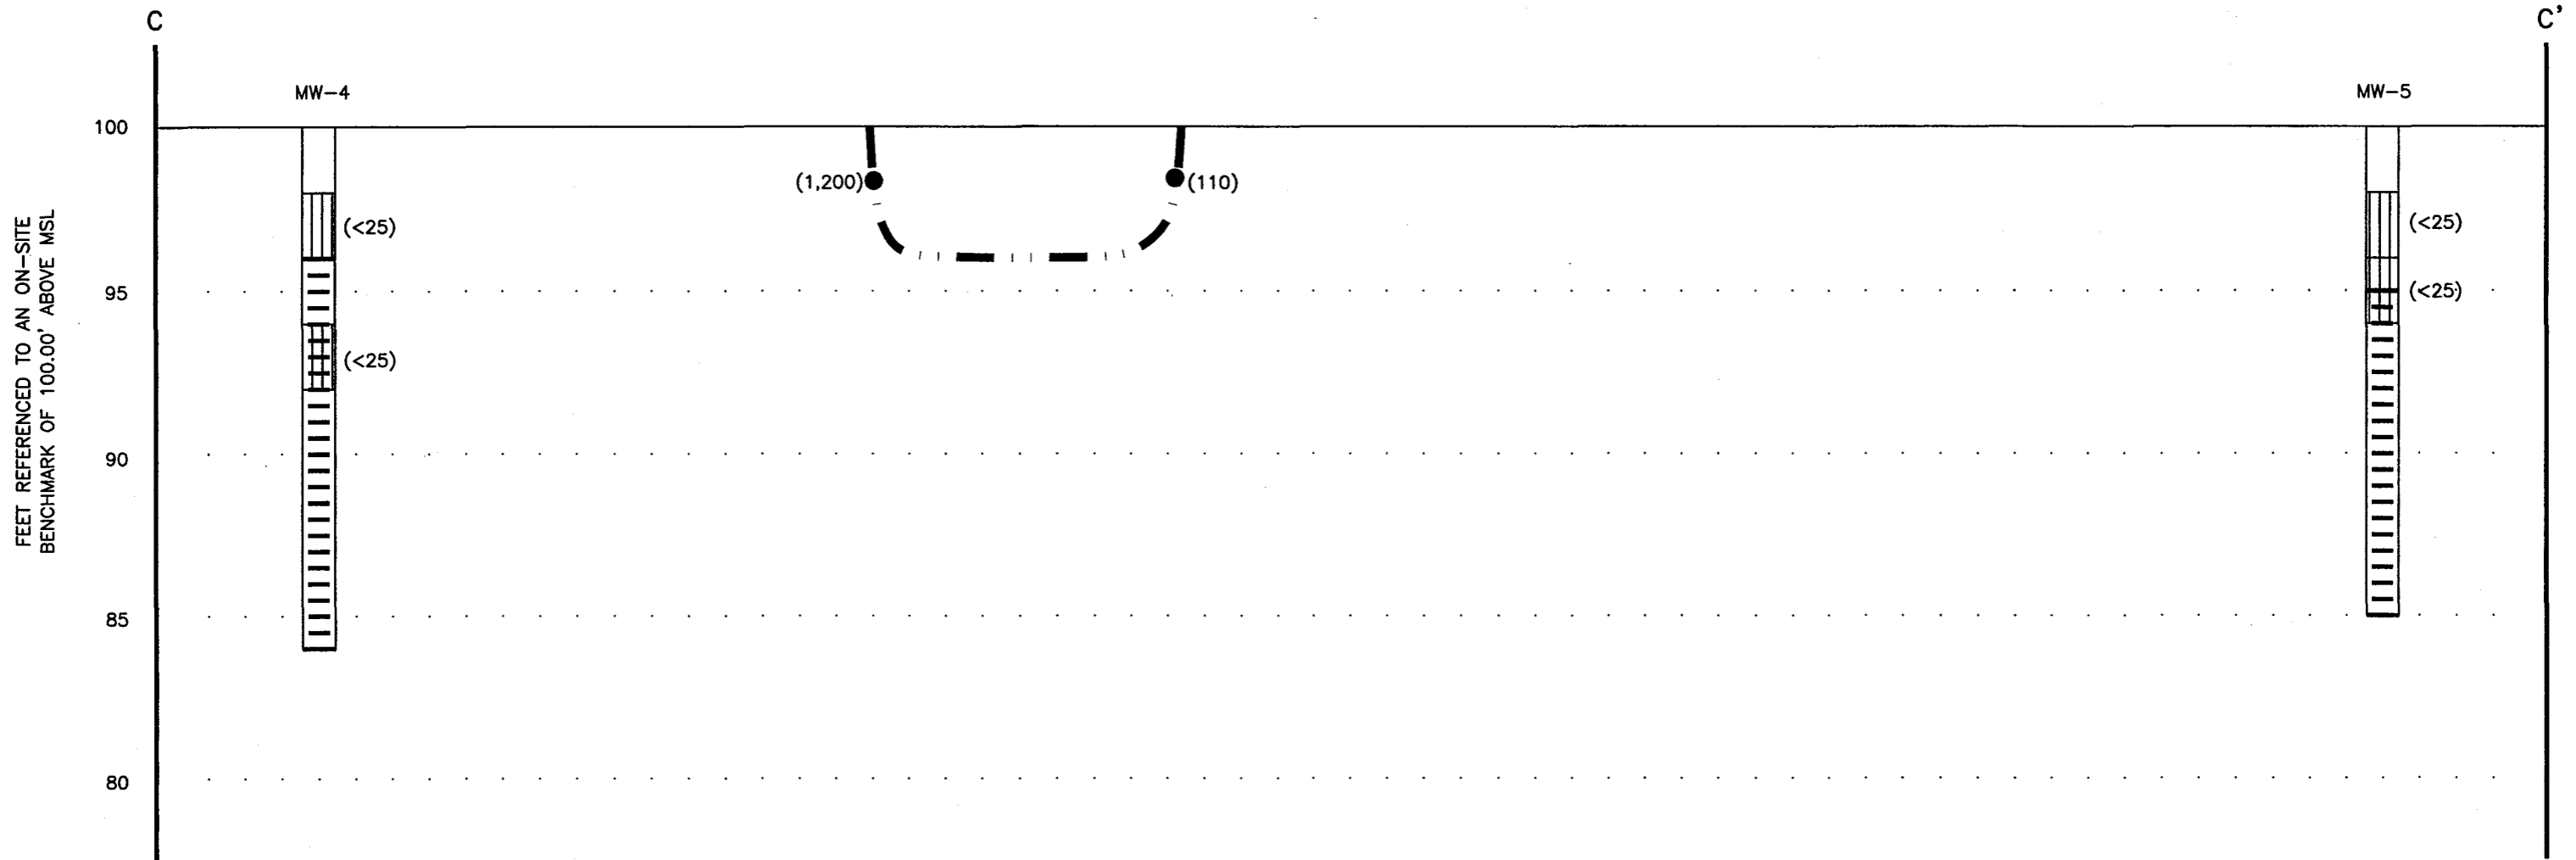 C
C'
MW-4
MW-5
100
(1,200)
(110)
(<25)
(<25)
95
(<25)
(<25)
90
85
80
FEET REFERENCED TO AN ON-SITE
BENCHMARK OF 100.00' ABOVE MSL